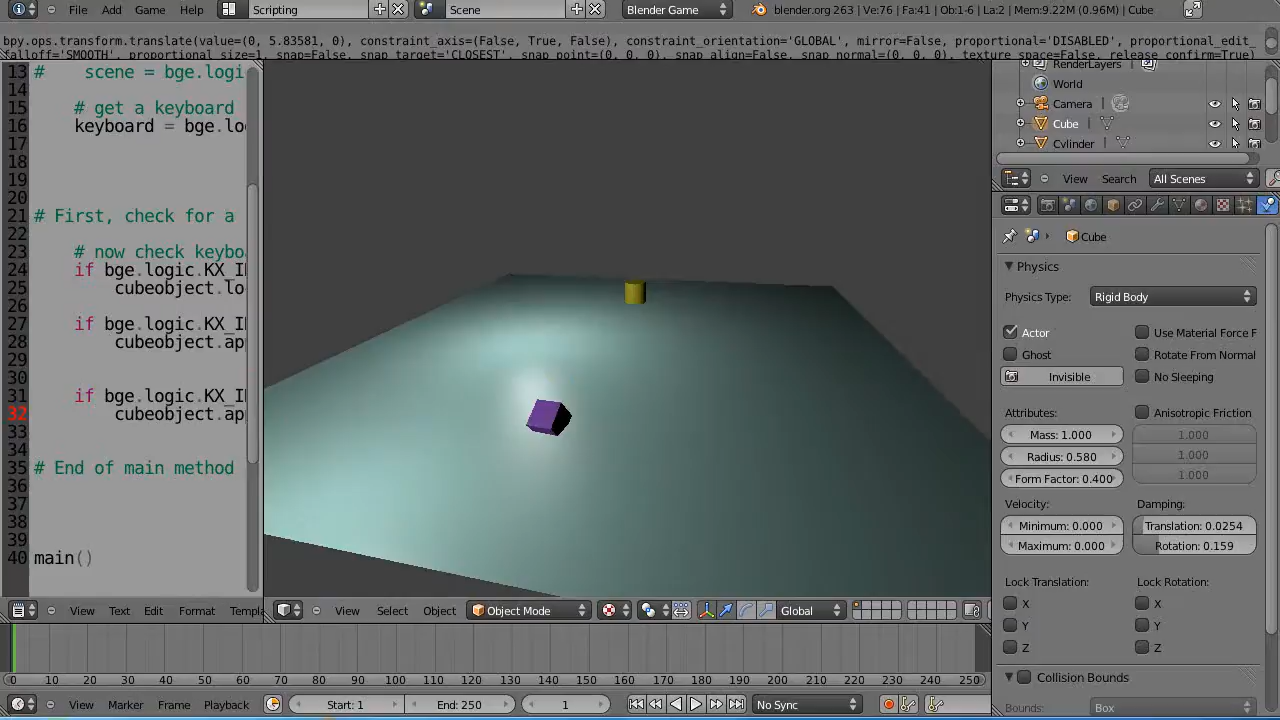 File Add Game Help Scripting Scene Blender Game blender.org 263 | Ve:76 | Fa:41 | Ob:1-6 | La:2 | Mem:9.22M (0.96M) | Cube
bpy.ops.transform.translate(value=(0, 5.83581, 0), constraint_axis=(False, True, False), constraint_orientation='GLOBAL', mirror=False, proportional='DISABLED', proportional_edit_
falloff='SMOOTH', proportional_size=1, snap=False, snap_target='CLOSEST', snap_point=(0, 0, 0), snap_align=False, snap_normal=(0, 0, 0), texture_space=False, release_confirm=True)
13 # scene = bge.logi
14
15 # get a keyboard
16 keyboard = bge.lo
17
18
19
20
21 # First, check for a
22
23 # now check keybo
24 if bge.logic.KX_I
25 cubeobject.lo
26
27 if bge.logic.KX_I
28 cubeobject.ap
29
30
31 if bge.logic.KX_I
32 cubeobject.ap
33
34
35 # End of main method
36
37
38
39
40 main()
RenderLayers
World
Camera
Cube
Cylinder
View Search All Scenes
Cube
Physics
Physics Type: Rigid Body
Actor Use Material Force F
Ghost Rotate From Normal
Invisible No Sleeping
Attributes: Anisotropic Friction
Mass: 1.000 1.000
Radius: 0.580 1.000
Form Factor: 0.400 1.000
Velocity: Damping:
Minimum: 0.000 Translation: 0.0254
Maximum: 0.000 Rotation: 0.159
Lock Translation: Lock Rotation:
X X
Y Y
Z Z
Collision Bounds
Bounds: Box
View Text Edit Format Templa View Select Object Object Mode Global
0 10 20 30 40 50 60 70 80 90 100 110 120 130 140 150 160 170 180 190 200 210 220 230 240 250
View Marker Frame Playback Start: 1 End: 250 1 No Sync